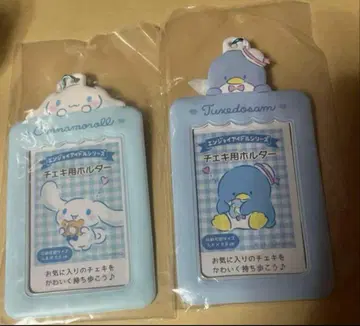 Cinnamoroll
エンジョイアイドルシリーズ
チェキ用ホルダー
お気に入りのチェキを
かわいく持ち歩こう♪
Tuxedosam
エンジョイアイドルシリーズ
チェキ用ホルダー
お気に入りのチェキを
かわいく持ち歩こう♪